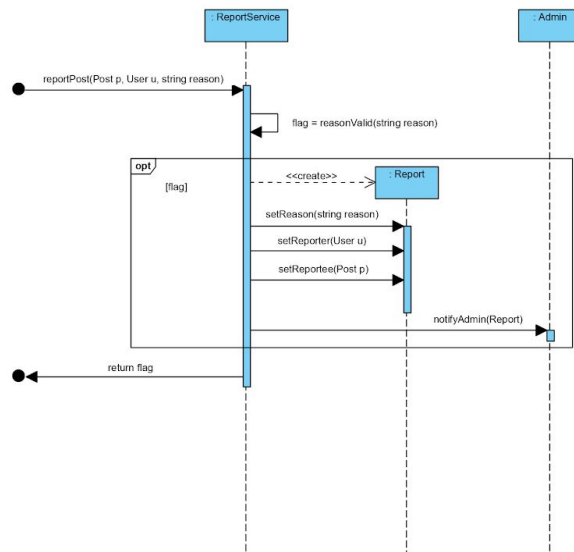 : ReportService
: Admin
reportPost(Post p, User u, string reason)
flag = reasonValid(string reason)
opt
[flag]
<<create>>
: Report
setReason(string reason)
setReporter(User u)
setReportee(Post p)
notifyAdmin(Report)
return flag